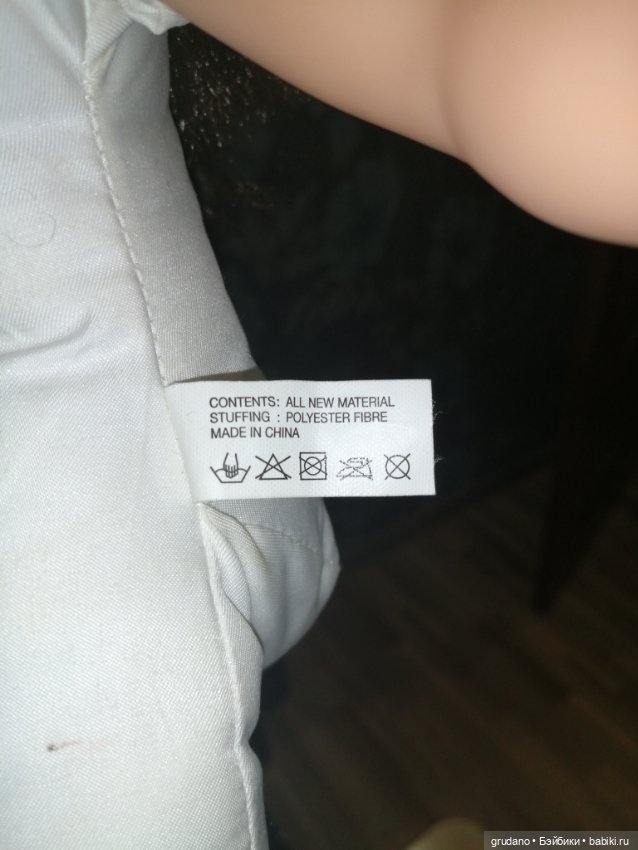 CONTENTS: ALL NEW MATERIAL
STUFFING : POLYESTER FIBRE
MADE IN CHINA
grudano • Бэйбики • babiki.ru